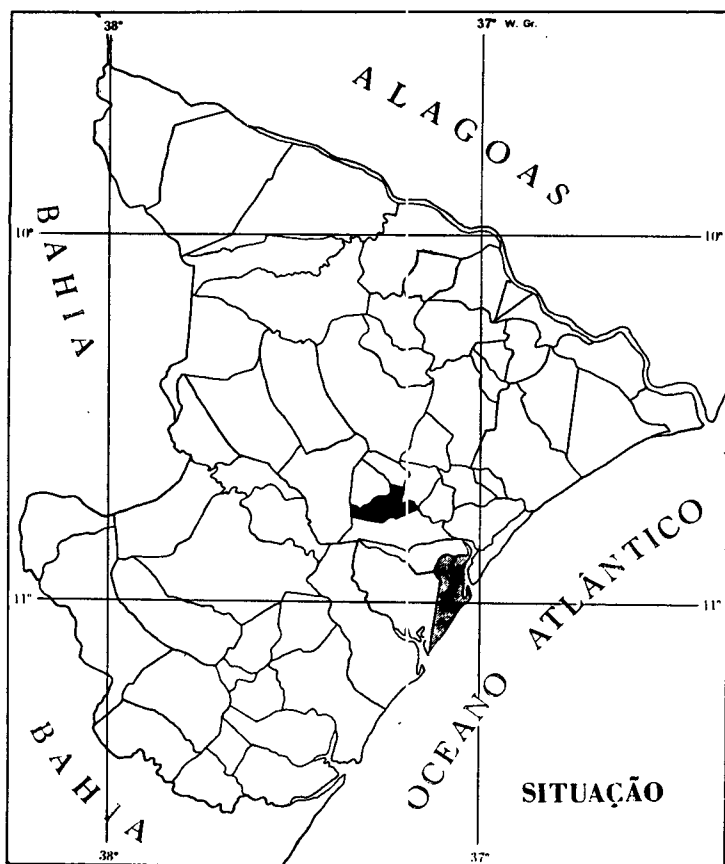 38°
37° W. Gr.
ALAGOAS
BAHIA
10°
10°
11°
11°
OCEANO ATLÂNTICO
BAHIA
SITUAÇÃO
38°
37°